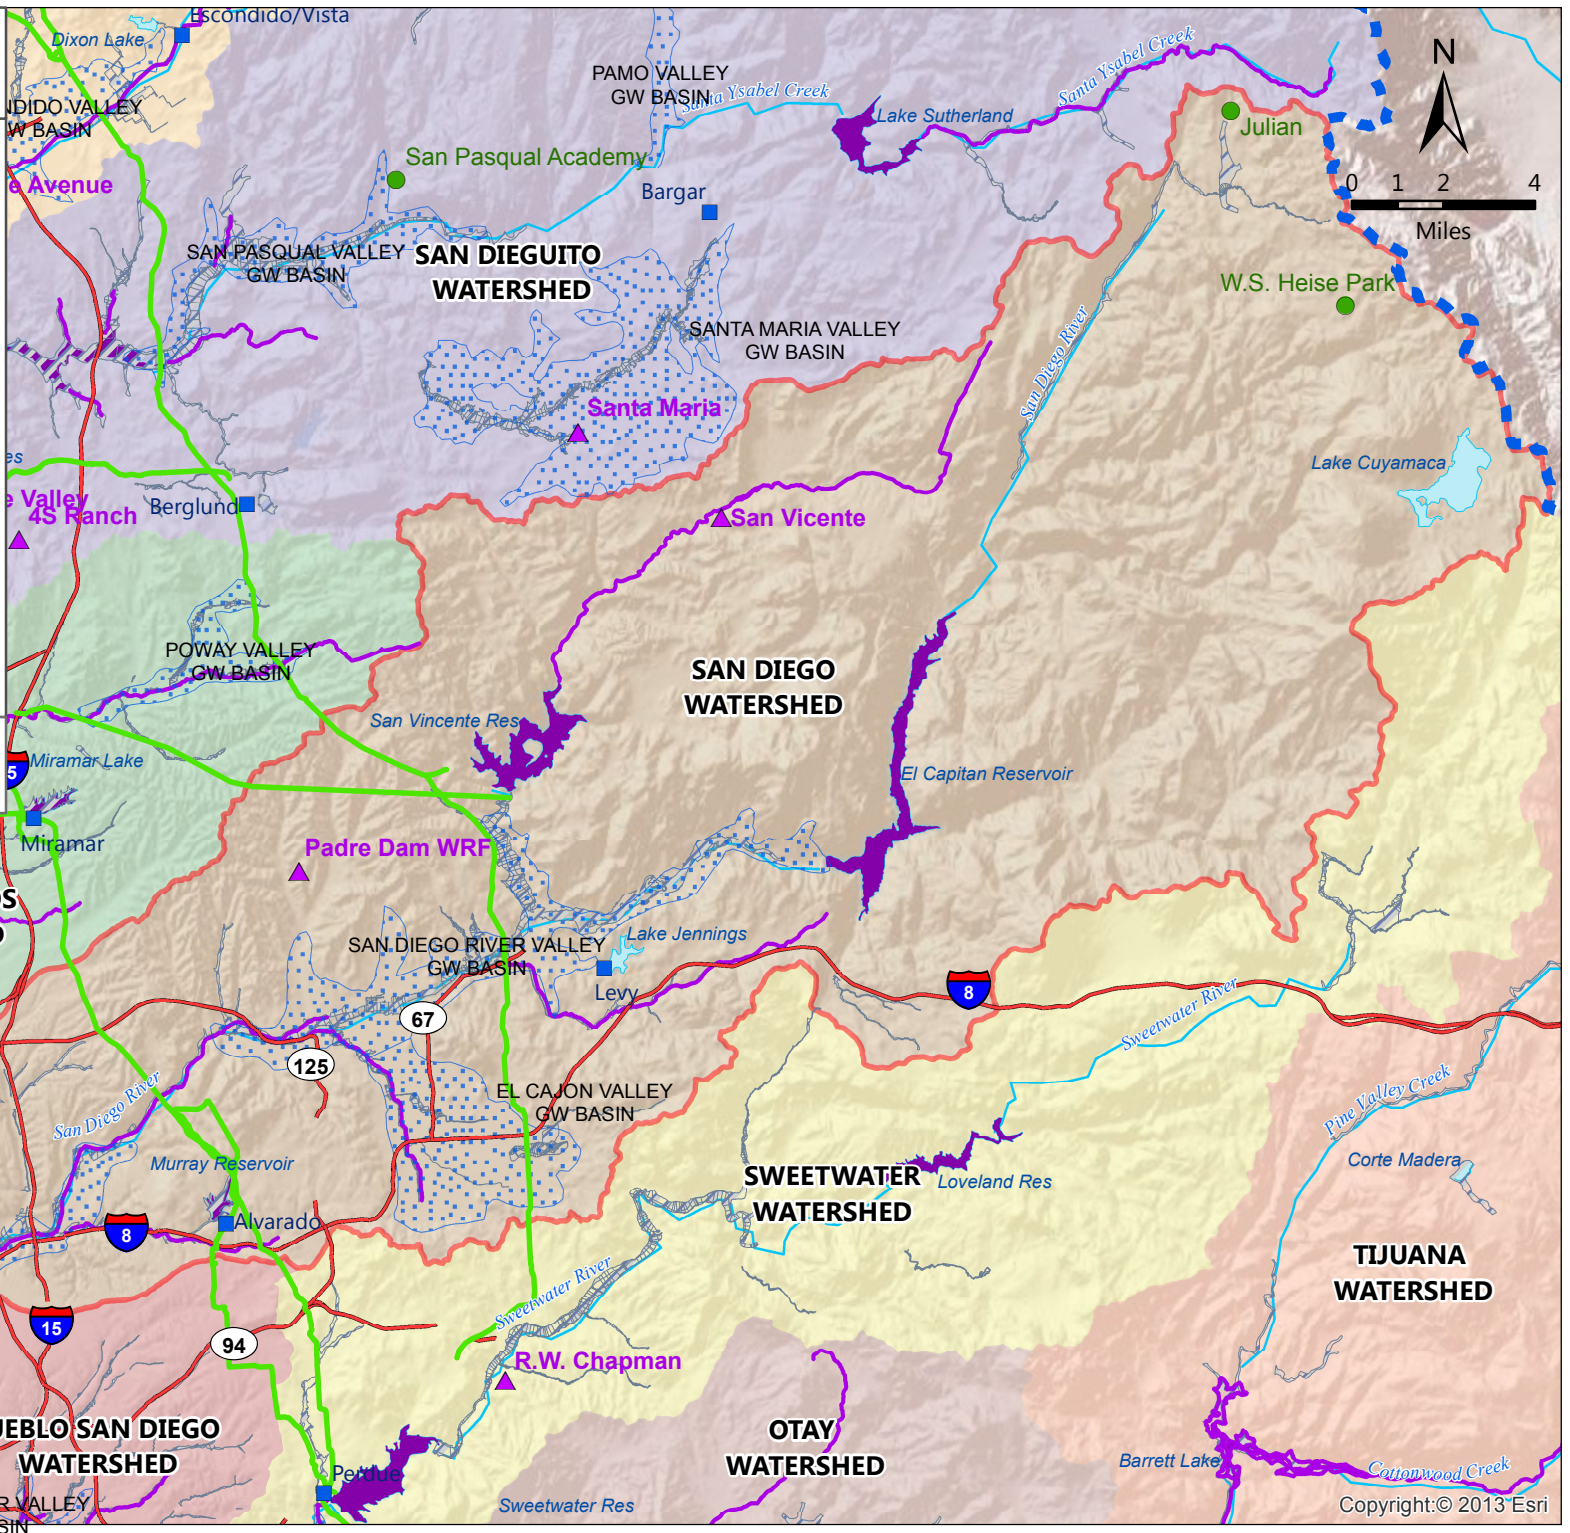 Escondido/Vista
Dixon Lake
NDIDO VALLEY
W BASIN
e Avenue
PAMO VALLEY
GW BASIN
Santa Ysabel Creek
Santa Ysabel Creek
Lake Sutherland
Julian
N
0 1 2 4
Miles
San Pasqual Academy
Bargar
SAN PASQUAL VALLEY
GW BASIN
SAN DIEGUITO
WATERSHED
W.S. Heise Park
SANTA MARIA VALLEY
GW BASIN
San Diego River
Santa Maria
es
e Valley
4S Ranch
Berglund
San Vicente
Lake Cuyamaca
POWAY VALLEY
GW BASIN
SAN DIEGO
WATERSHED
San Vincente Res
5
Miramar Lake
El Capitan Reservoir
Miramar
Padre Dam WRF
OS
D
SAN DIEGO RIVER VALLEY
GW BASIN
Lake Jennings
Levy
8
67
125
Sweetwater River
EL CAJON VALLEY
GW BASIN
San Diego River
Pine Valley Creek
Murray Reservoir
Corte Madera
SWEETWATER
WATERSHED
Loveland Res
Alvarado
8
TIJUANA
WATERSHED
Sweetwater River
15
94
R.W. Chapman
UEBLO SAN DIEGO
WATERSHED
OTAY
WATERSHED
Barrett Lake
Cottonwood Creek
Perdue
Sweetwater Res
R VALLEY
SIN
Copyright:© 2013 Esri